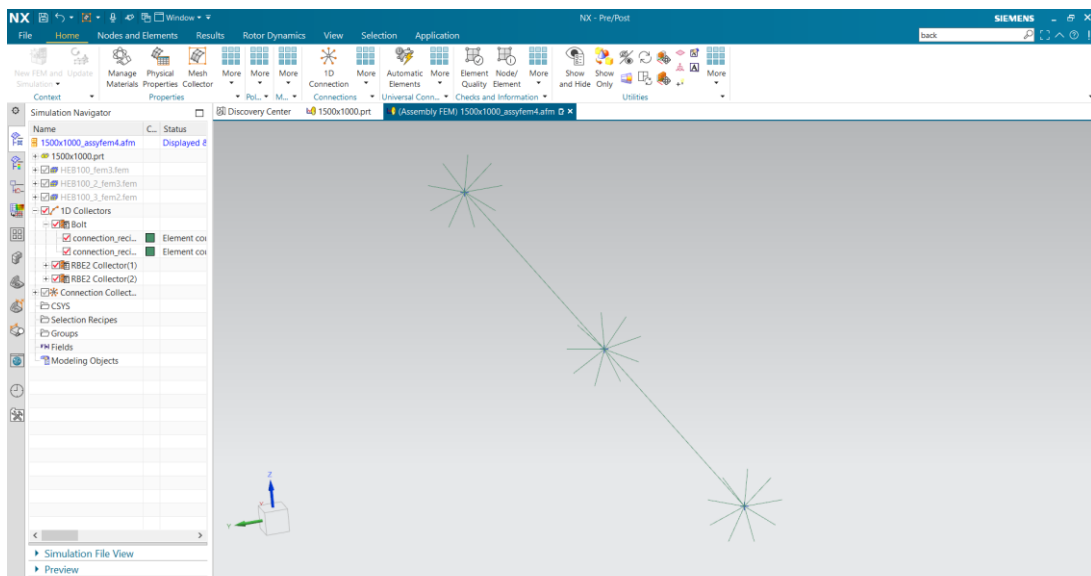 NX Window NX - Pre/Post SIEMENS
File Home Nodes and Elements Results Rotor Dynamics View Selection Application back
New FEM and Simulation Update Manage Materials Physical Properties Mesh Collector More More More 1D Connection More Automatic Elements More Element Quality Node/ Element More Show and Hide Show Only More
Context Properties Pol... M... Connections Universal Conn... Checks and Information Utilities
Simulation Navigator Discovery Center 1500x1000.prt (Assembly FEM) 1500x1000_assyfem4.afm
Name C... Status
1500x1000_assyfem4.afm Displayed &
1500x1000.prt
HEB100_fem3.fem
HEB100_2_fem3.fem
HEB100_3_fem2.fem
1D Collectors
Bolt
connection_reci... Element cou
connection_reci... Element cou
RBE2 Collector(1)
RBE2 Collector(2)
Connection Collect...
CSYS
Selection Recipes
Groups
Fields
Modeling Objects
Z
X
Y
Simulation File View
Preview